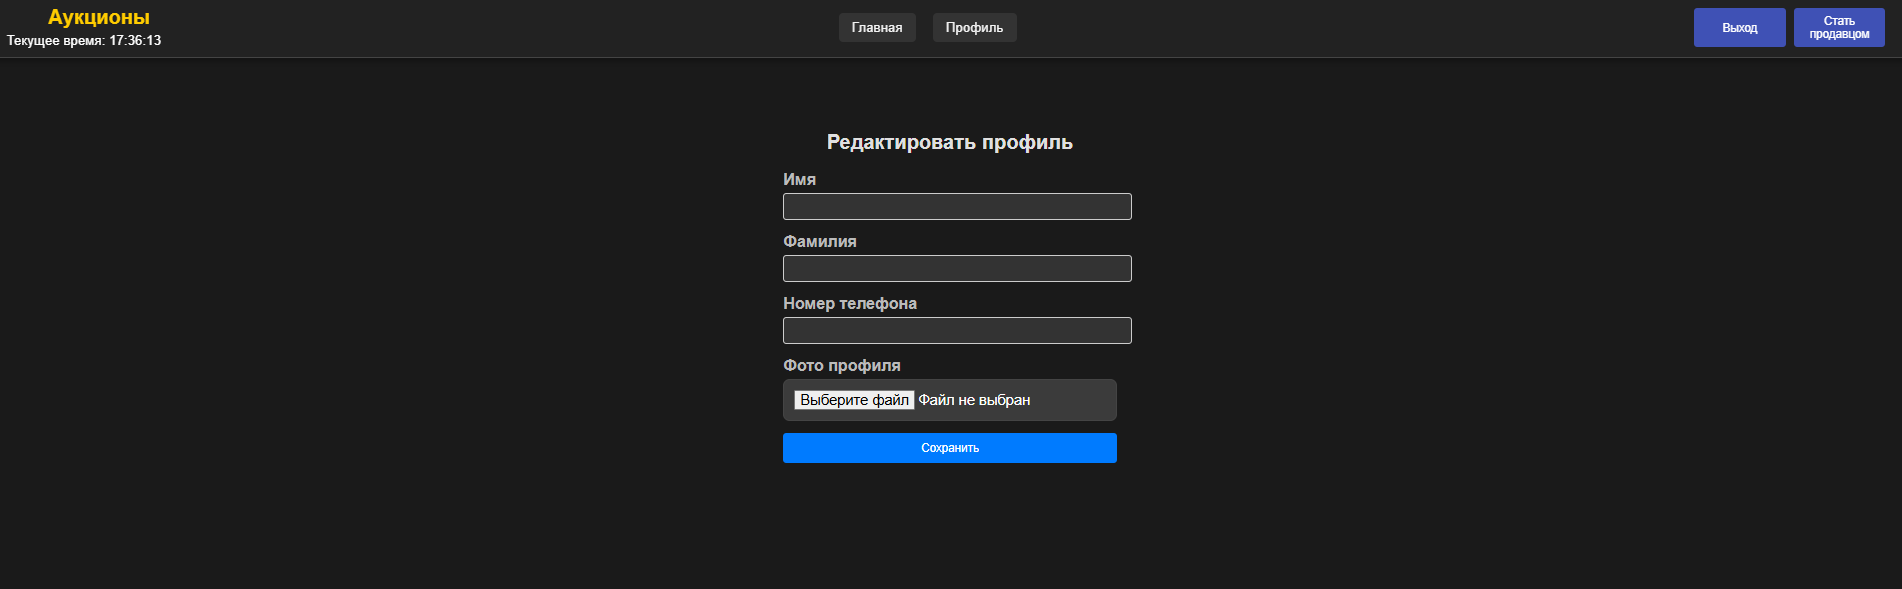 Аукционы
Текущее время: 17:36:13
Главная
Профиль
Выход
Стать
продавцом
Редактировать профиль
Имя
Фамилия
Номер телефона
Фото профиля
Выберите файл Файл не выбран
Сохранить